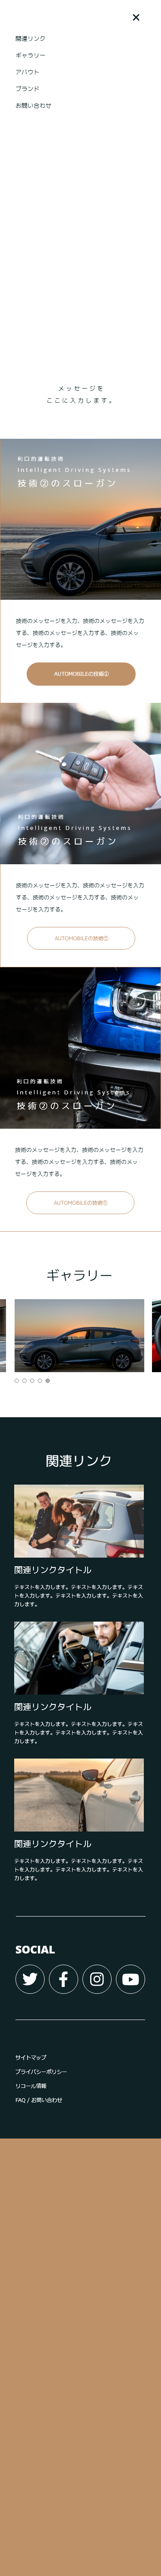 関連リンク
ギャラリー
アバウト
ブランド
お問い合わせ
メッセージを
ここに入力します。
利口的運転技術
Intelligent Driving Systems
技術②のスローガン
技術のメッセージを入力、技術のメッセージを入力
する、技術のメッセージを入力する、技術のメッ
セージを入力する。
AUTOMOBILEの技術①
利口的運転技術
Intelligent Driving Systems
技術②のスローガン
技術のメッセージを入力、技術のメッセージを入力
する、技術のメッセージを入力する、技術のメッ
セージを入力する。
AUTOMOBILEの技術①
利口的運転技術
Intelligent Driving Systems
技術②のスローガン
技術のメッセージを入力、技術のメッセージを入力
する、技術のメッセージを入力する、技術のメッ
セージを入力する。
AUTOMOBILEの技術①
ギャラリー
関連リンク
関連リンクタイトル
テキストを入力します。テキストを入力します。テキス
トを入力します。テキストを入力します。テキストを入
力します。
関連リンクタイトル
テキストを入力します。テキストを入力します。テキス
トを入力します。テキストを入力します。テキストを入
力します。
関連リンクタイトル
テキストを入力します。テキストを入力します。テキス
トを入力します。テキストを入力します。テキストを入
力します。
SOCIAL
サイトマップ
プライバシーポリシー
リコール情報
FAQ / お問い合わせ